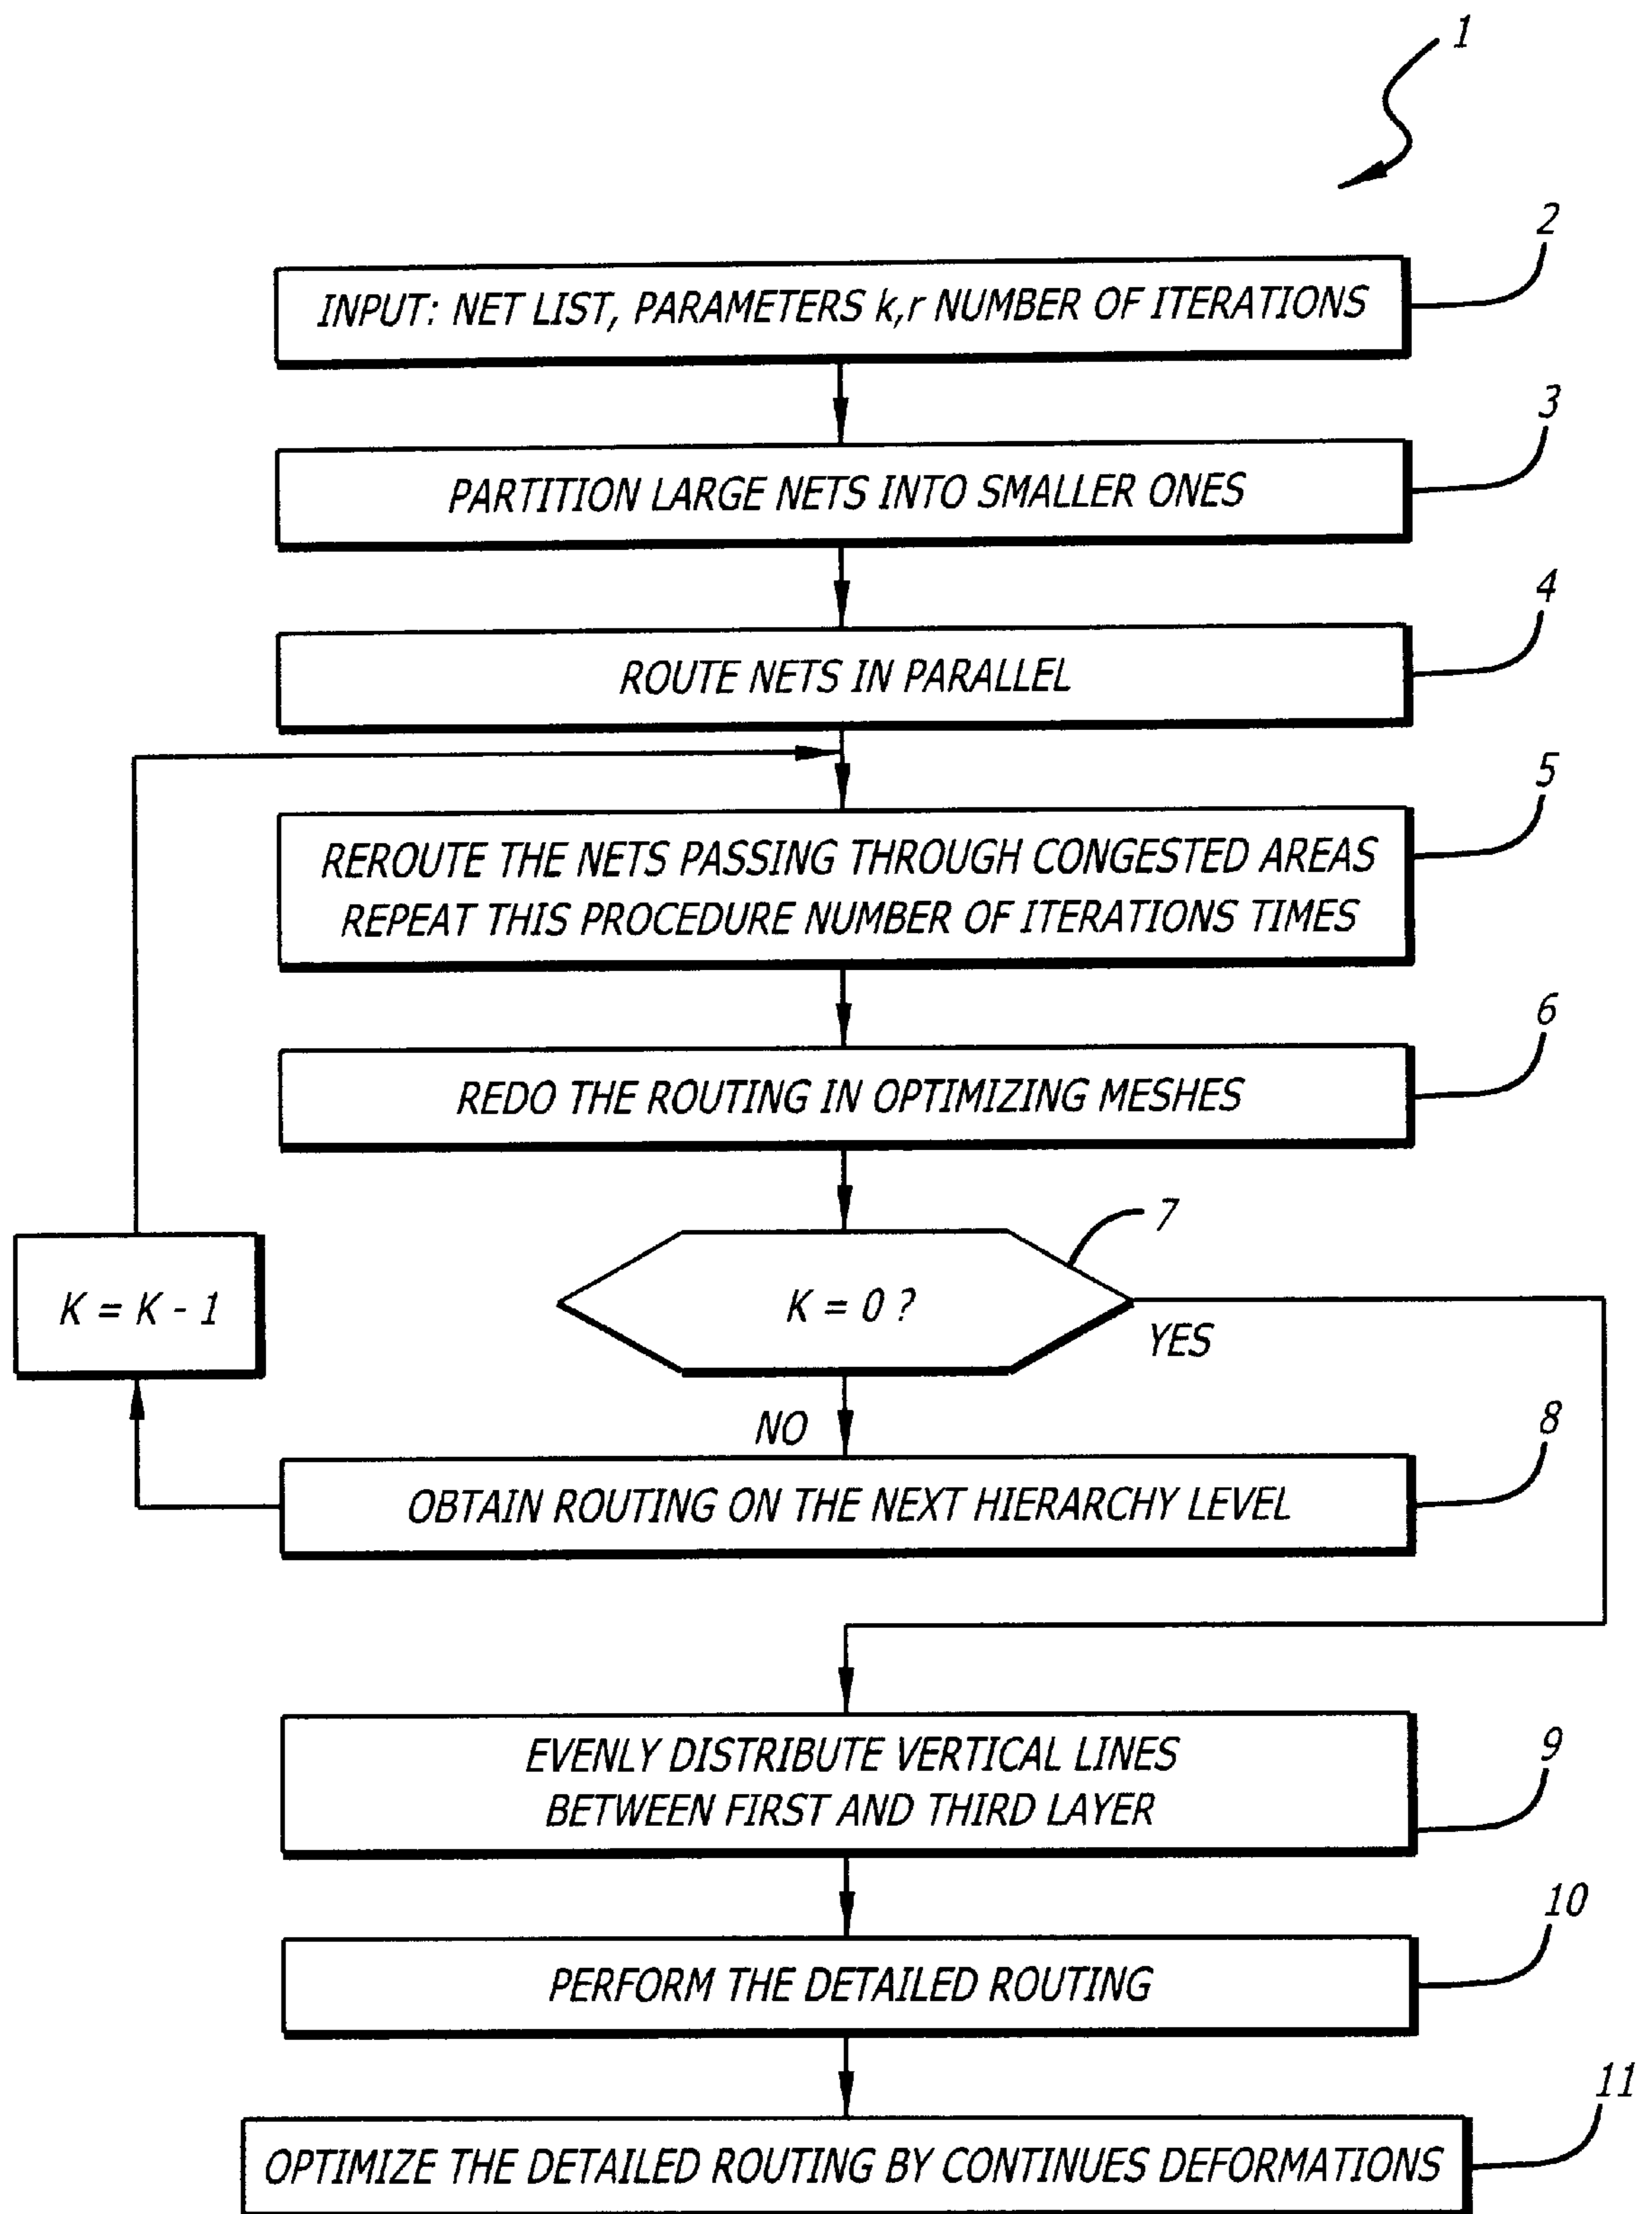 1
2
INPUT: NET LIST, PARAMETERS k,r NUMBER OF ITERATIONS
3
PARTITION LARGE NETS INTO SMALLER ONES
4
ROUTE NETS IN PARALLEL
5
REROUTE THE NETS PASSING THROUGH CONGESTED AREAS
REPEAT THIS PROCEDURE NUMBER OF ITERATIONS TIMES
6
REDO THE ROUTING IN OPTIMIZING MESHES
7
K = K - 1
K = 0 ?
YES
NO
8
OBTAIN ROUTING ON THE NEXT HIERARCHY LEVEL
EVENLY DISTRIBUTE VERTICAL LINES
BETWEEN FIRST AND THIRD LAYER
9
10
PERFORM THE DETAILED ROUTING
11
OPTIMIZE THE DETAILED ROUTING BY CONTINUES DEFORMATIONS